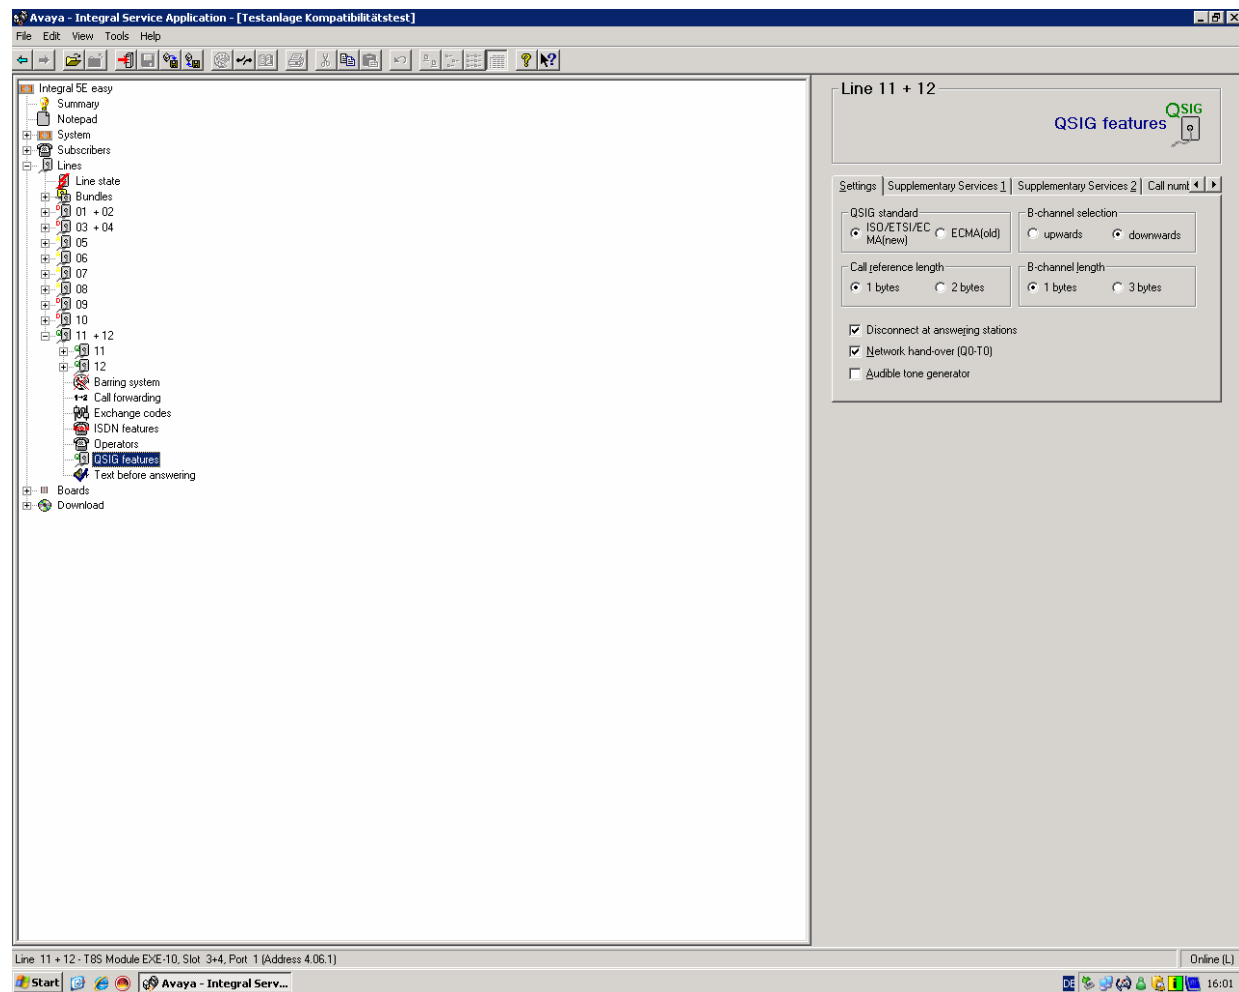 Avaya - Integral Service Application - [Testanlage Kompatibilitätstest]
File Edit View Tools Help
Integral 5E easy
Summary
Notepad
System
Subscribers
Lines
Line state
Bundles
01 + 02
03 + 04
05
06
07
08
09
10
11 + 12
11
12
Barring system
Call forwarding
Exchange codes
ISDN features
Operators
QSIG features
Text before answering
Boards
Download
Line 11 + 12
QSIG
QSIG features
Settings Supplementary Services 1 Supplementary Services 2 Call numb
QSIG standard
ISO/ETSI/EC
MA(new)
ECMA(old)
B-channel selection
upwards downwards
Call reference length
1 bytes 2 bytes
B-channel length
1 bytes 3 bytes
Disconnect at answering stations
Network hand-over (Q0-T0)
Audible tone generator
Line 11 + 12 - T8S Module EXE-10, Slot 3+4, Port 1 (Address 4.06.1)
Online (L)
Start
Avaya - Integral Serv...
DE
16:01